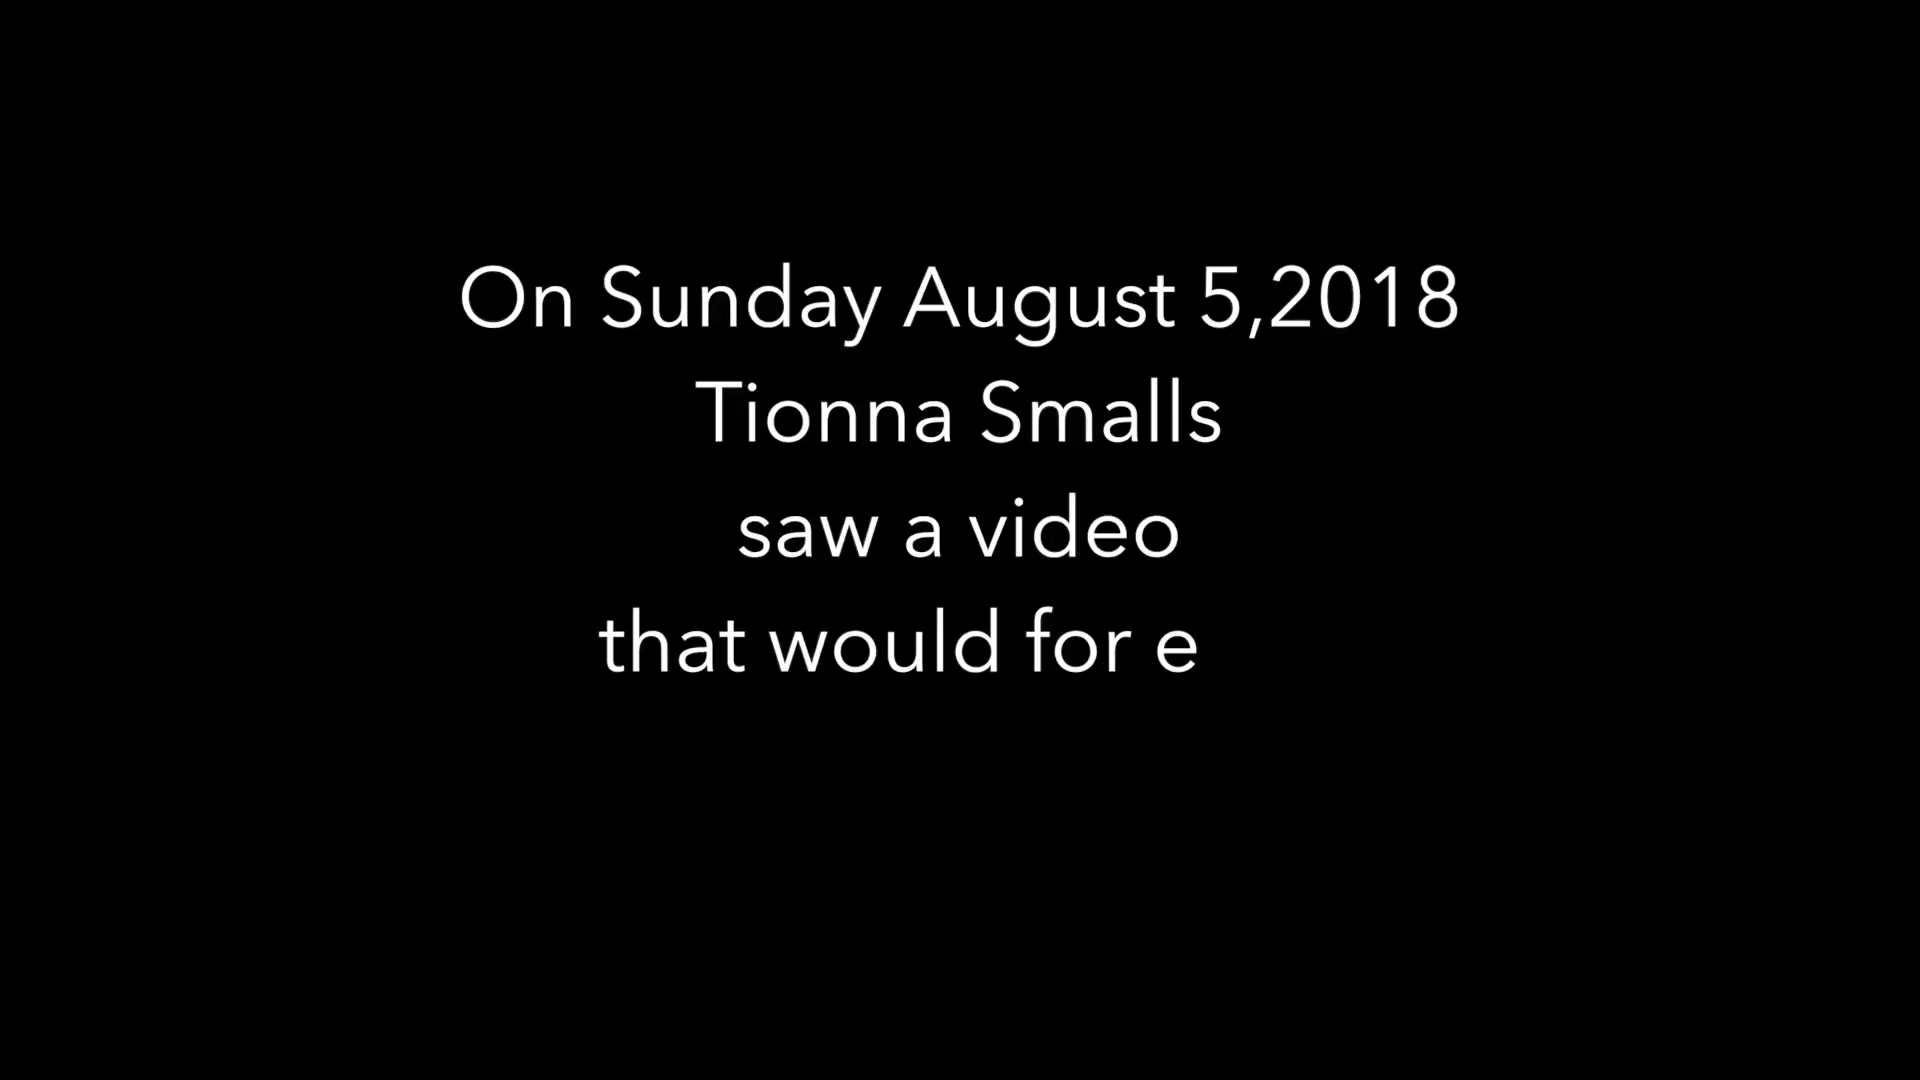 On Sunday August 5,2018
Tionna Smalls
saw a video
that would for e